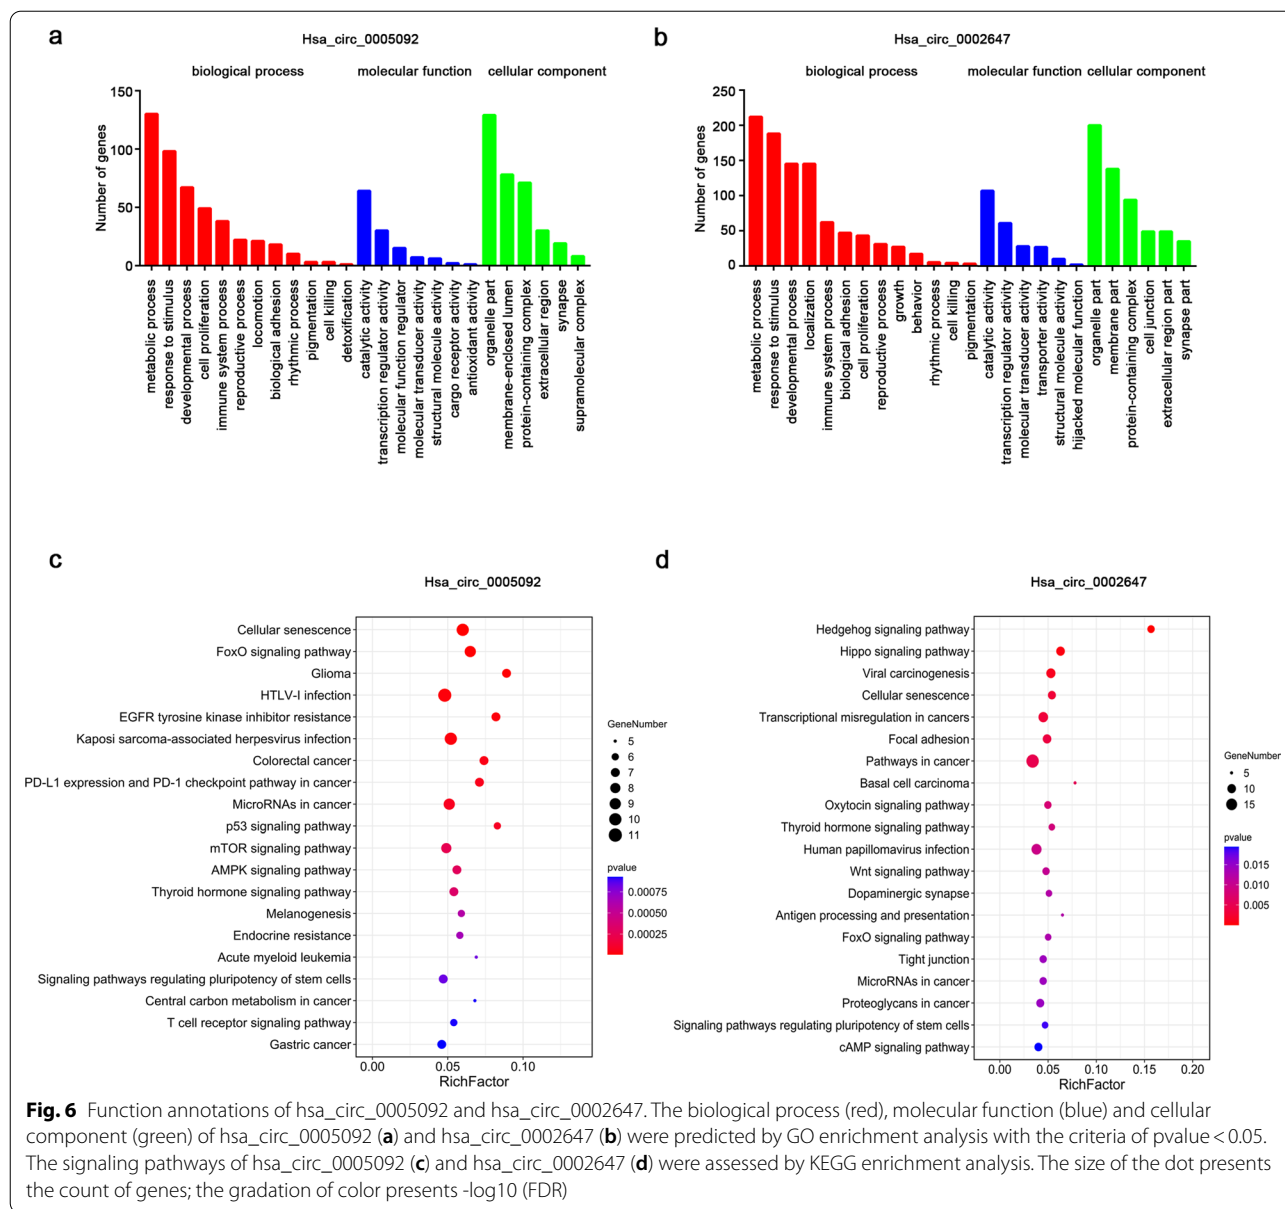 a
Hsa_circ_0005092
biological process
molecular function
cellular component
Number of genes
150
100
50
0
metabolic process
response to stimulus
developmental process
cell proliferation
immune system process
reproductive process
locomotion
biological adhesion
rhythmic process
pigmentation
cell killing
detoxification
catalytic activity
transcription regulator activity
molecular function regulator
molecular transducer activity
structural molecule activity
cargo receptor activity
antioxidant activity
organelle part
membrane-enclosed lumen
protein-containing complex
extracellular region
synapse
supramolecular complex
b
Hsa_circ_0002647
biological process
molecular function
cellular component
Number of genes
250
200
150
100
50
0
metabolic process
response to stimulus
developmental process
localization
immune system process
biological adhesion
cell proliferation
reproductive process
growth
behavior
rhythmic process
cell killing
pigmentation
catalytic activity
transcription regulator activity
molecular transducer activity
transporter activity
structural molecule activity
hijacked molecular function
organelle part
membrane part
protein-containing complex
cell junction
extracellular region part
synapse part
c
Hsa_circ_0005092
Cellular senescence
FoxO signaling pathway
Glioma
HTLV-I infection
EGFR tyrosine kinase inhibitor resistance
Kaposi sarcoma-associated herpesvirus infection
Colorectal cancer
PD-L1 expression and PD-1 checkpoint pathway in cancer
MicroRNAs in cancer
p53 signaling pathway
mTOR signaling pathway
AMPK signaling pathway
Thyroid hormone signaling pathway
Melanogenesis
Endocrine resistance
Acute myeloid leukemia
Signaling pathways regulating pluripotency of stem cells
Central carbon metabolism in cancer
T cell receptor signaling pathway
Gastric cancer
0.00
0.05
0.10
RichFactor
GeneNumber
5
6
7
8
9
10
11
pvalue
0.00075
0.00050
0.00025
d
Hsa_circ_0002647
Hedgehog signaling pathway
Hippo signaling pathway
Viral carcinogenesis
Cellular senescence
Transcriptional misregulation in cancers
Focal adhesion
Pathways in cancer
Basal cell carcinoma
Oxytocin signaling pathway
Thyroid hormone signaling pathway
Human papillomavirus infection
Wnt signaling pathway
Dopaminergic synapse
Antigen processing and presentation
FoxO signaling pathway
Tight junction
MicroRNAs in cancer
Proteoglycans in cancer
Signaling pathways regulating pluripotency of stem cells
cAMP signaling pathway
0.00
0.05
0.10
0.15
0.20
RichFactor
GeneNumber
5
10
15
pvalue
0.015
0.010
0.005
Fig. 6 Function annotations of hsa_circ_0005092 and hsa_circ_0002647. The biological process (red), molecular function (blue) and cellular
component (green) of hsa_circ_0005092 (a) and hsa_circ_0002647 (b) were predicted by GO enrichment analysis with the criteria of pvalue < 0.05.
The signaling pathways of hsa_circ_0005092 (c) and hsa_circ_0002647 (d) were assessed by KEGG enrichment analysis. The size of the dot presents
the count of genes; the gradation of color presents -log10 (FDR)